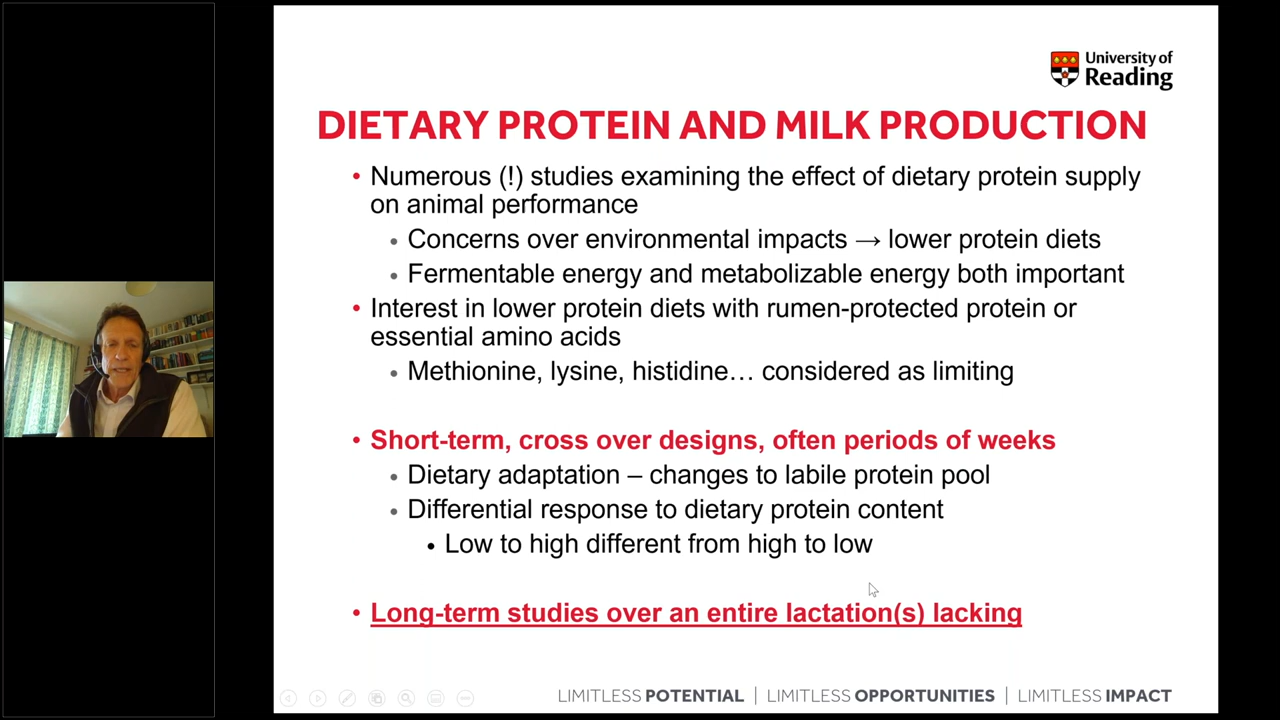 University of
Reading
DIETARY PROTEIN AND MILK PRODUCTION
• Numerous (!) studies examining the effect of dietary protein supply
on animal performance
• Concerns over environmental impacts → lower protein diets
• Fermentable energy and metabolizable energy both important
• Interest in lower protein diets with rumen-protected protein or
essential amino acids
• Methionine, lysine, histidine… considered as limiting
• Short-term, cross over designs, often periods of weeks
• Dietary adaptation – changes to labile protein pool
• Differential response to dietary protein content
• Low to high different from high to low
• Long-term studies over an entire lactation(s) lacking
LIMITLESS POTENTIAL | LIMITLESS OPPORTUNITIES | LIMITLESS IMPACT